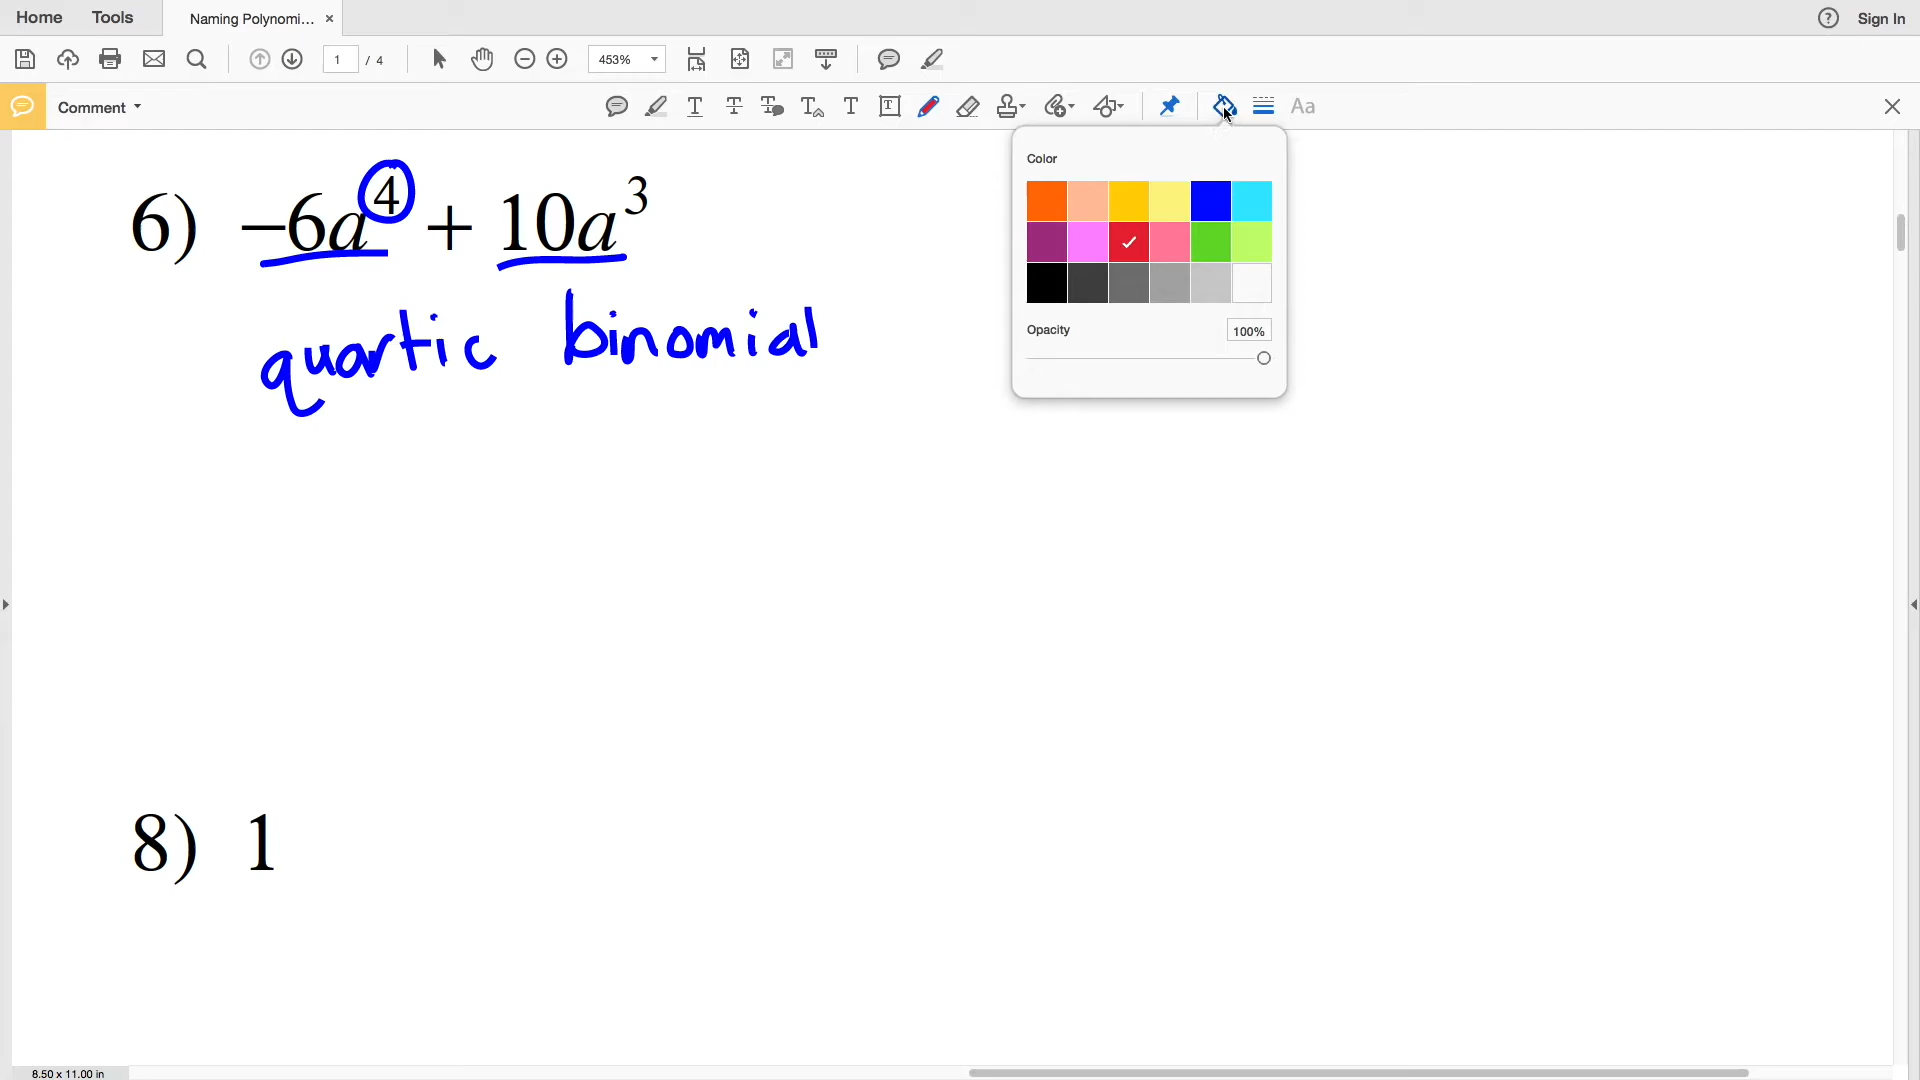 Home Tools Naming Polynomi... × Sign In
1 / 4 453%
Comment Aa
Color
Opacity 100%
6) −6a⁴ + 10a³
quartic binomial
8) 1
8.50 x 11.00 in